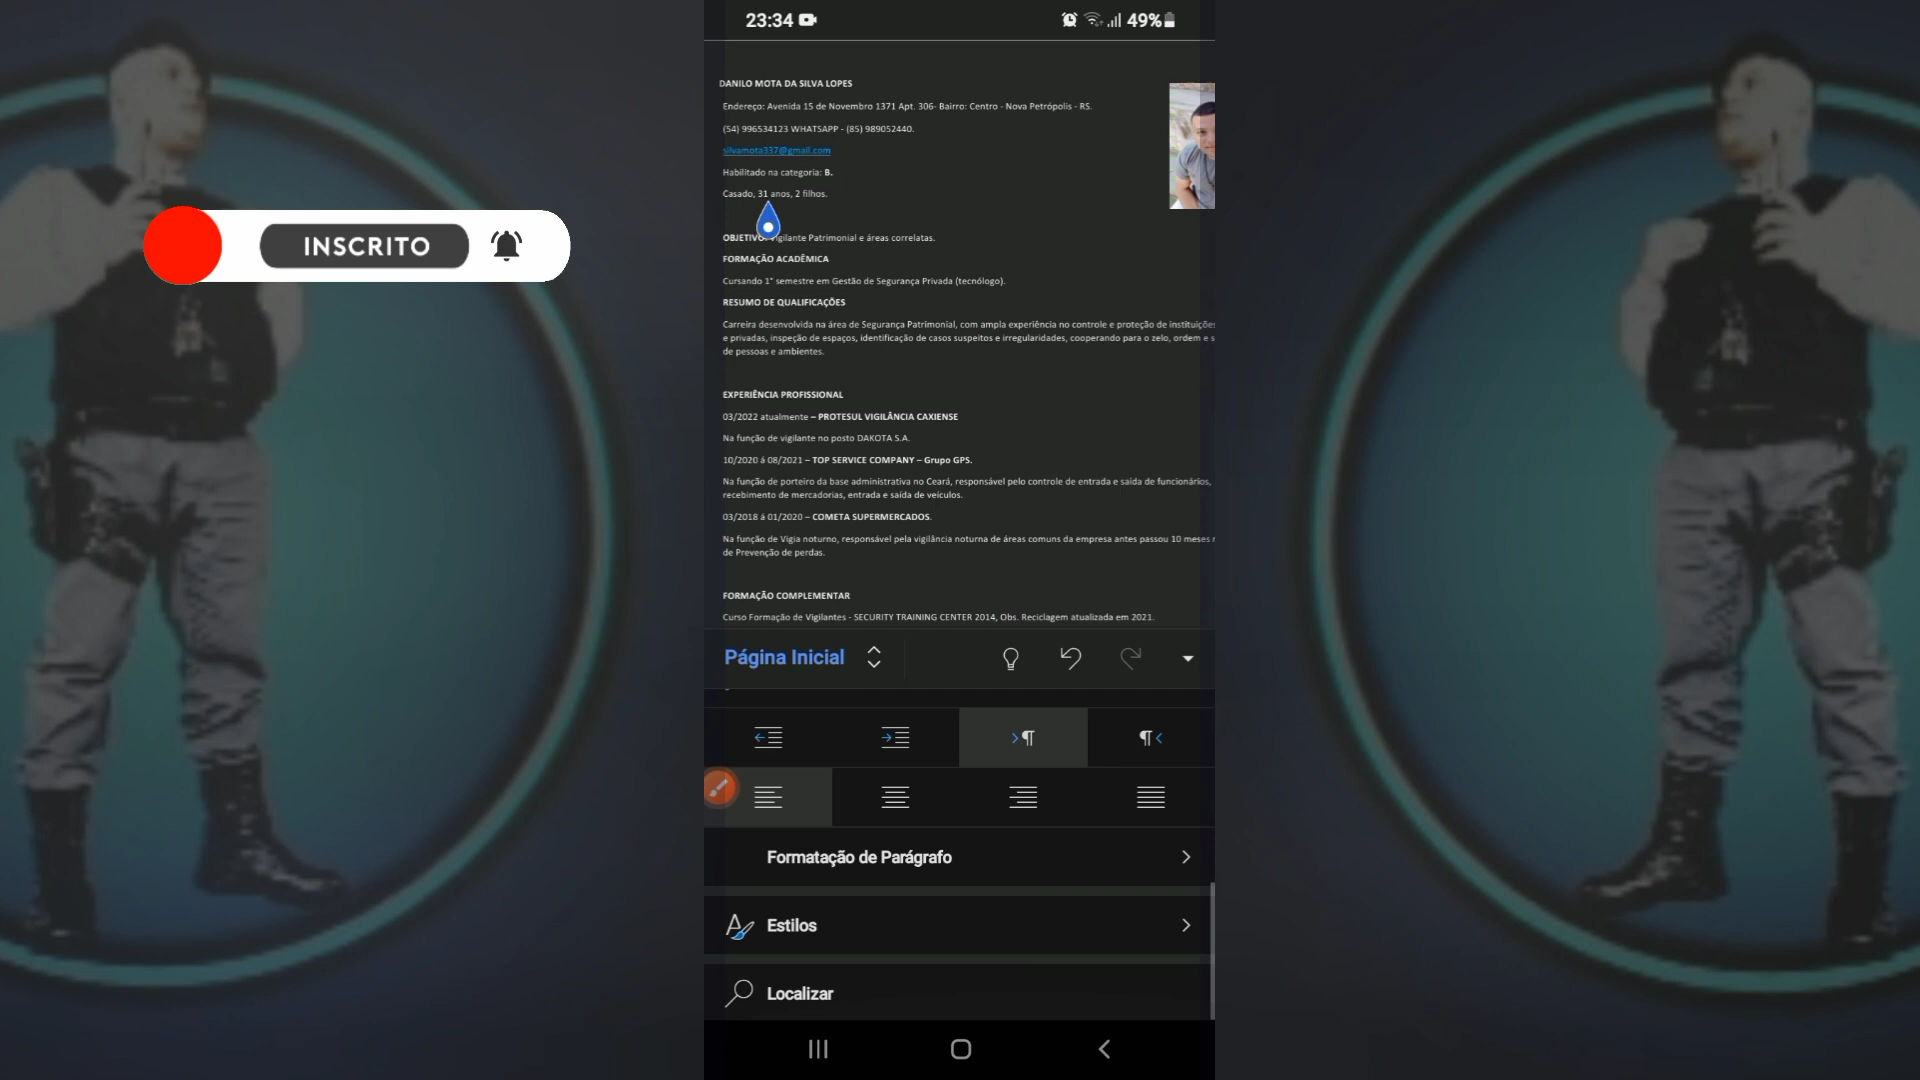 23:34
49%
DANILO MOTA DA SILVA LOPES
Endereço: Avenida 15 de Novembro 1371 Apt. 306- Bairro: Centro - Nova Petrópolis - RS.
(54) 996534123 WHATSAPP - (85) 989052440.
silvamota337@gmail.com
Habilitado na categoria: B.
Casado, 31 anos, 2 filhos.
INSCRITO
OBJETIVO: Vigilante Patrimonial e áreas correlatas.
FORMAÇÃO ACADÊMICA
Cursando 1° semestre em Gestão de Segurança Privada (tecnólogo).
RESUMO DE QUALIFICAÇÕES
Carreira desenvolvida na área de Segurança Patrimonial, com ampla experiência no controle e proteção de instituições
e privadas, inspeção de espaços, identificação de casos suspeitos e irregularidades, cooperando para o zelo, ordem e s
de pessoas e ambientes.
EXPERIÊNCIA PROFISSIONAL
03/2022 atualmente – PROTESUL VIGILÂNCIA CAXIENSE
Na função de vigilante no posto DAKOTA S.A.
10/2020 á 08/2021 – TOP SERVICE COMPANY – Grupo GPS.
Na função de porteiro da base administrativa no Ceará, responsável pelo controle de entrada e saída de funcionários,
recebimento de mercadorias, entrada e saída de veículos.
03/2018 á 01/2020 – COMETA SUPERMERCADOS.
Na função de Vigia noturno, responsável pela vigilância noturna de áreas comuns da empresa antes passou 10 meses
de Prevenção de perdas.
FORMAÇÃO COMPLEMENTAR
Curso Formação de Vigilantes - SECURITY TRAINING CENTER 2014, Obs. Reciclagem atualizada em 2021.
Página Inicial
Formatação de Parágrafo
Estilos
Localizar